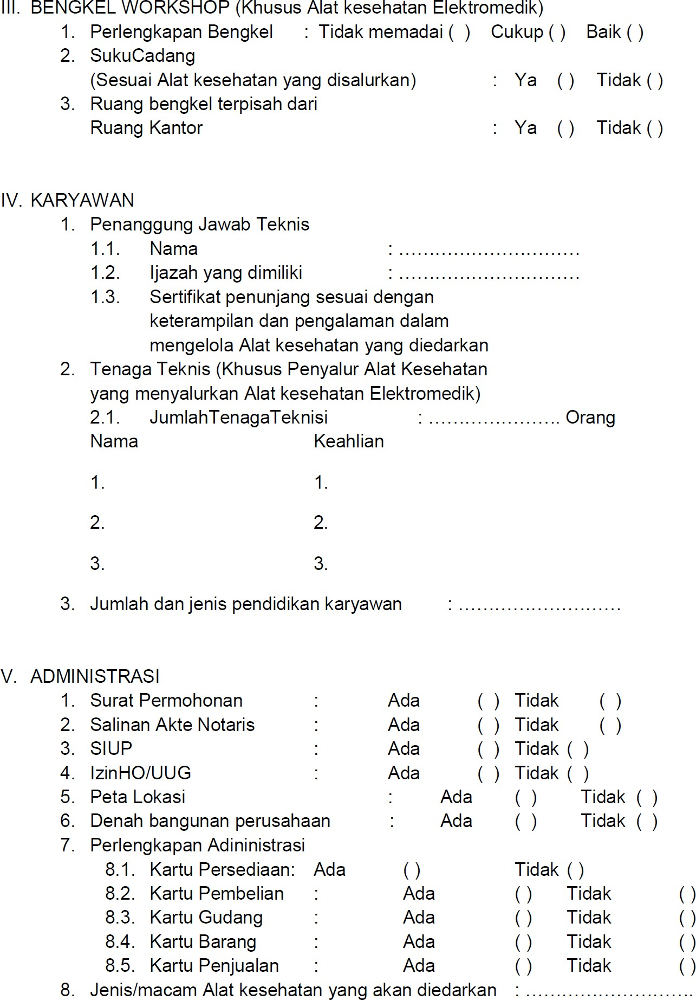 III. BENGKEL WORKSHOP (Khusus Alat kesehatan Elektromedik)
1. Perlengkapan Bengkel : Tidak memadai ( ) Cukup ( ) Baik ( )
2. SukuCadang
(Sesuai Alat kesehatan yang disalurkan) : Ya ( ) Tidak ( )
3. Ruang bengkel terpisah dari
Ruang Kantor : Ya ( ) Tidak ( )
IV. KARYAWAN
1. Penanggung Jawab Teknis
1.1. Nama : …………………………
1.2. Ijazah yang dimiliki : …………………………
1.3. Sertifikat penunjang sesuai dengan
keterampilan dan pengalaman dalam
mengelola Alat kesehatan yang diedarkan
2. Tenaga Teknis (Khusus Penyalur Alat Kesehatan
yang menyalurkan Alat kesehatan Elektromedik)
2.1. JumlahTenagaTeknisi : …………………. Orang
Nama Keahlian
1. 1.
2. 2.
3. 3.
3. Jumlah dan jenis pendidikan karyawan : ………………………
V. ADMINISTRASI
1. Surat Permohonan : Ada ( ) Tidak ( )
2. Salinan Akte Notaris : Ada ( ) Tidak ( )
3. SIUP : Ada ( ) Tidak ( )
4. IzinHO/UUG : Ada ( ) Tidak ( )
5. Peta Lokasi : Ada ( ) Tidak ( )
6. Denah bangunan perusahaan : Ada ( ) Tidak ( )
7. Perlengkapan Adininistrasi
8.1. Kartu Persediaan: Ada ( ) Tidak ( )
8.2. Kartu Pembelian : Ada ( ) Tidak ( )
8.3. Kartu Gudang : Ada ( ) Tidak ( )
8.4. Kartu Barang : Ada ( ) Tidak ( )
8.5. Kartu Penjualan : Ada ( ) Tidak ( )
8. Jenis/macam Alat kesehatan yang akan diedarkan : ………………………..